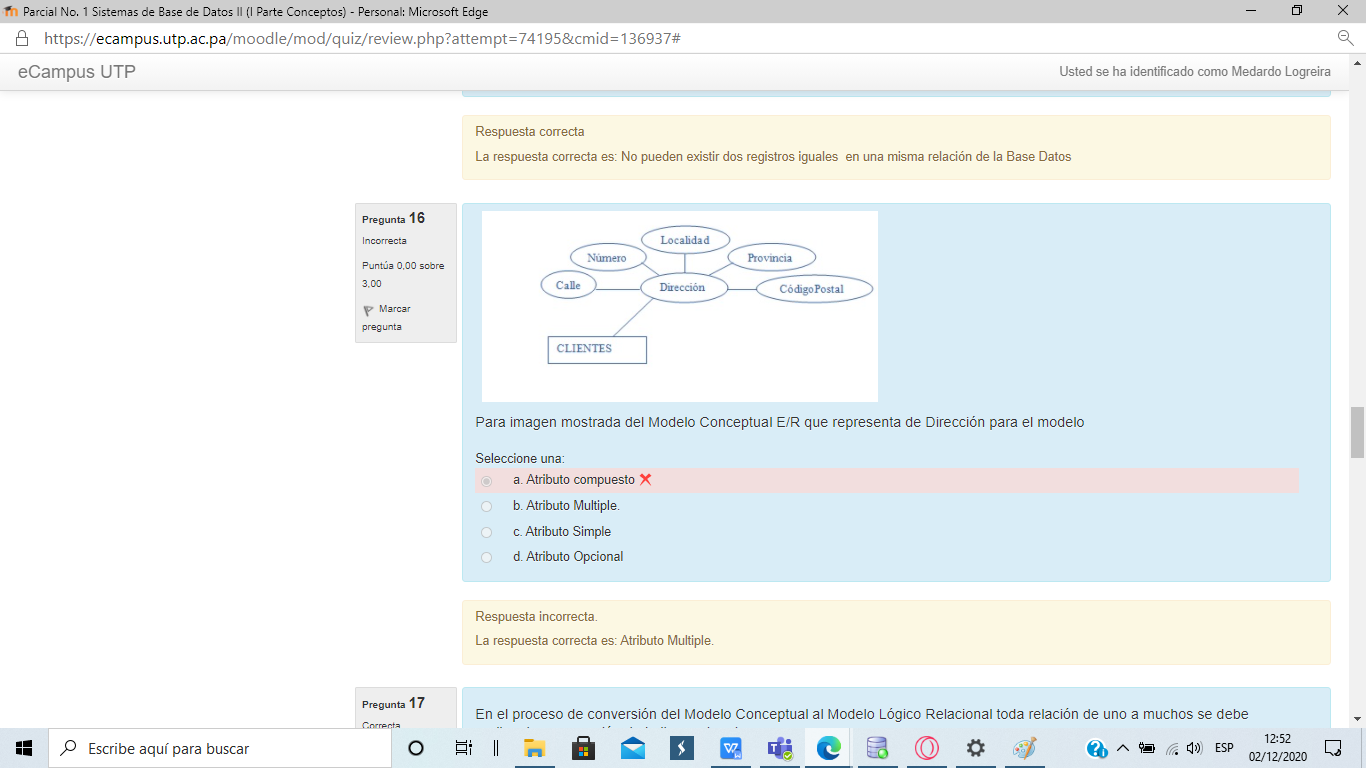 Parcial No. 1 Sistemas de Base de Datos II (I Parte Conceptos) - Personal: Microsoft Edge
https://ecampus.utp.ac.pa/moodle/mod/quiz/review.php?attempt=74195&cmid=136937#
eCampus UTP
Usted se ha identificado como Medardo Logreira
Respuesta correcta
La respuesta correcta es: No pueden existir dos registros iguales en una misma relación de la Base Datos
Pregunta 16
Incorrecta
Puntúa 0,00 sobre
3,00
Marcar
pregunta
Localidad
Número
Provincia
Calle
Dirección
CódigoPostal
CLIENTES
Para imagen mostrada del Modelo Conceptual E/R que representa de Dirección para el modelo
Seleccione una:
a. Atributo compuesto
b. Atributo Multiple.
c. Atributo Simple
d. Atributo Opcional
Respuesta incorrecta.
La respuesta correcta es: Atributo Multiple.
Pregunta 17
Correcta
En el proceso de conversión del Modelo Conceptual al Modelo Lógico Relacional toda relación de uno a muchos se debe
Escribe aquí para buscar
ESP
12:52
02/12/2020